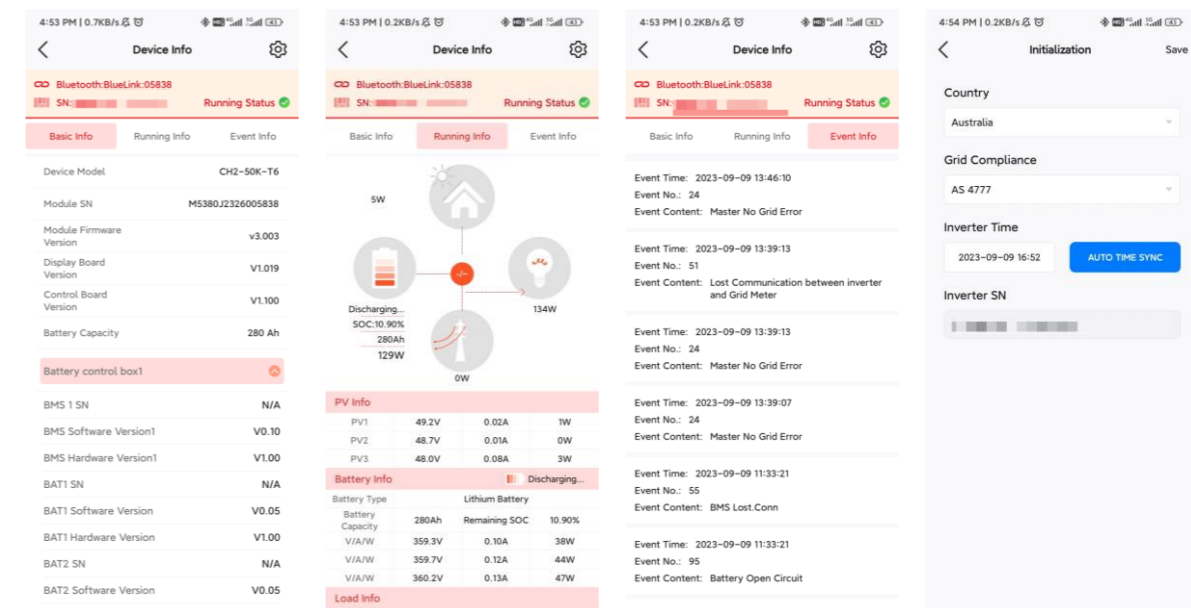 4:53 PM | 0.7KB/s
Device Info
Bluetooth:BlueLink:05838
SN:
Running Status
Basic Info Running Info Event Info
Device Model CH2-50K-T6
Module SN M5380J2326005838
Module Firmware
Version v3.003
Display Board
Version V1.019
Control Board
Version V1.100
Battery Capacity 280 Ah
Battery control box1
BMS 1 SN N/A
BMS Software Version1 V0.10
BMS Hardware Version1 V1.00
BAT1 SN N/A
BAT1 Software Version V0.05
BAT1 Hardware Version V1.00
BAT2 SN N/A
BAT2 Software Version V0.05
4:53 PM | 0.2KB/s
Device Info
Bluetooth:BlueLink:05838
SN:
Running Status
Basic Info Running Info Event Info
5W
Discharging...
SOC:10.90%
280Ah
129W
134W
0W
PV Info
PV1 49.2V 0.02A 1W
PV2 48.7V 0.01A 0W
PV3 48.0V 0.08A 3W
Battery Info Discharging...
Battery Type Lithium Battery
Battery
Capacity 280Ah Remaining SOC 10.90%
V/A/W 359.3V 0.10A 38W
V/A/W 359.7V 0.12A 44W
V/A/W 360.2V 0.13A 47W
Load Info
4:53 PM | 0.2KB/s
Device Info
Bluetooth:BlueLink:05838
SN:
Running Status
Basic Info Running Info Event Info
Event Time: 2023-09-09 13:46:10
Event No.: 24
Event Content: Master No Grid Error
Event Time: 2023-09-09 13:39:13
Event No.: 51
Event Content: Lost Communication between inverter
and Grid Meter
Event Time: 2023-09-09 13:39:13
Event No.: 24
Event Content: Master No Grid Error
Event Time: 2023-09-09 13:39:07
Event No.: 24
Event Content: Master No Grid Error
Event Time: 2023-09-09 11:33:21
Event No.: 55
Event Content: BMS Lost.Conn
Event Time: 2023-09-09 11:33:21
Event No.: 95
Event Content: Battery Open Circuit
4:54 PM | 0.2KB/s
Initialization
Save
Country
Australia
Grid Compliance
AS 4777
Inverter Time
2023-09-09 16:52 AUTO TIME SYNC
Inverter SN